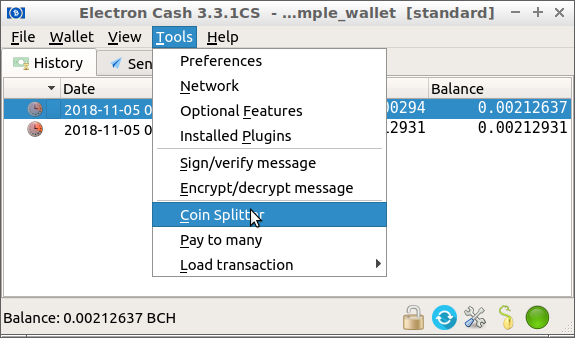 Electron Cash 3.3.1CS - ...mple_wallet [standard]
File Wallet View Tools Help
History Sen
Preferences
Network
Optional Features
Installed Plugins
Sign/verify message
Encrypt/decrypt message
Coin Splitter
Pay to many
Load transaction
Date Balance
2018-11-05 0 .00294 0.00212637
2018-11-05 0 .00212931 0.00212931
Balance: 0.00212637 BCH